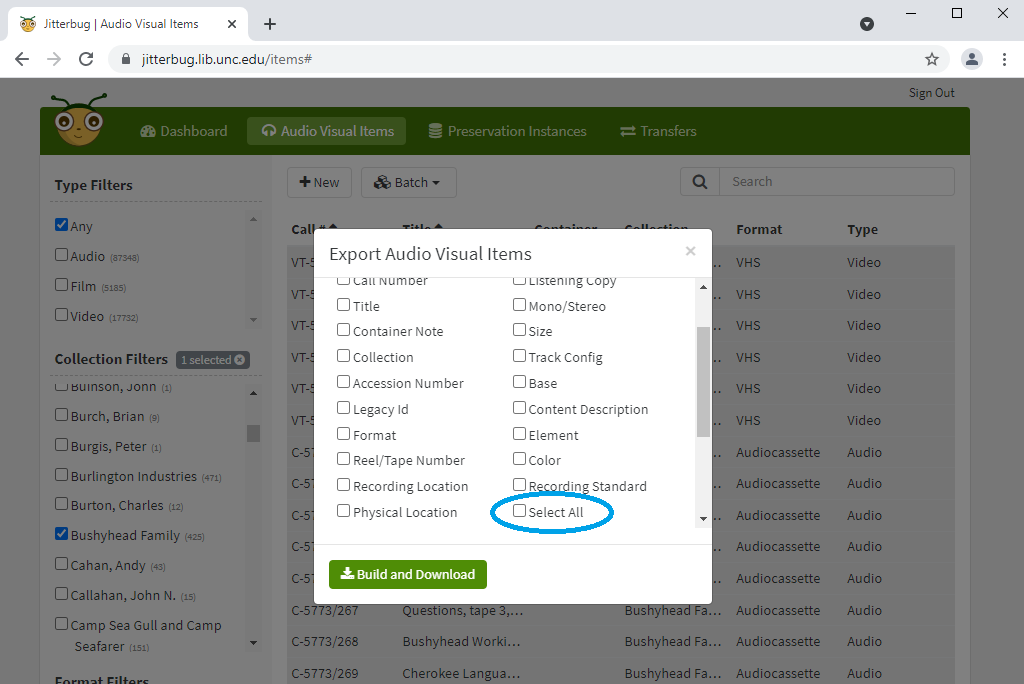 Jitterbug | Audio Visual Items
jitterbug.lib.unc.edu/items#
Sign Out
Dashboard
Audio Visual Items
Preservation Instances
Transfers
Type Filters
Any
Audio (87348)
Film (5185)
Video (17732)
Collection Filters 1 selected
Buinson, John (1)
Burch, Brian (9)
Burgis, Peter (1)
Burlington Industries (471)
Burton, Charles (12)
Bushyhead Family (425)
Cahan, Andy (43)
Callahan, John N. (15)
Camp Sea Gull and Camp
Seafarer (151)
Format Filters
New
Batch
Search
Call # Title Container Collection Format Type
VT-5 … VHS Video
VT-5 … VHS Video
VT-5 … VHS Video
VT-5 … VHS Video
VT-5 … VHS Video
VT-5 … VHS Video
C-57 … Audiocassette Audio
C-57 … Audiocassette Audio
C-57 … Audiocassette Audio
C-57 … Audiocassette Audio
C-57 … Audiocassette Audio
C-5773/267 Questions, tape 3,… Bushyhead Fa… Audiocassette Audio
C-5773/268 Bushyhead Worki… Bushyhead Fa… Audiocassette Audio
C-5773/269 Cherokee Langua… Bushyhead Fa… Audiocassette Audio
Export Audio Visual Items
×
Call Number
Title
Container Note
Collection
Accession Number
Legacy Id
Format
Reel/Tape Number
Recording Location
Physical Location
Listening Copy
Mono/Stereo
Size
Track Config
Base
Content Description
Element
Color
Recording Standard
Select All
Build and Download